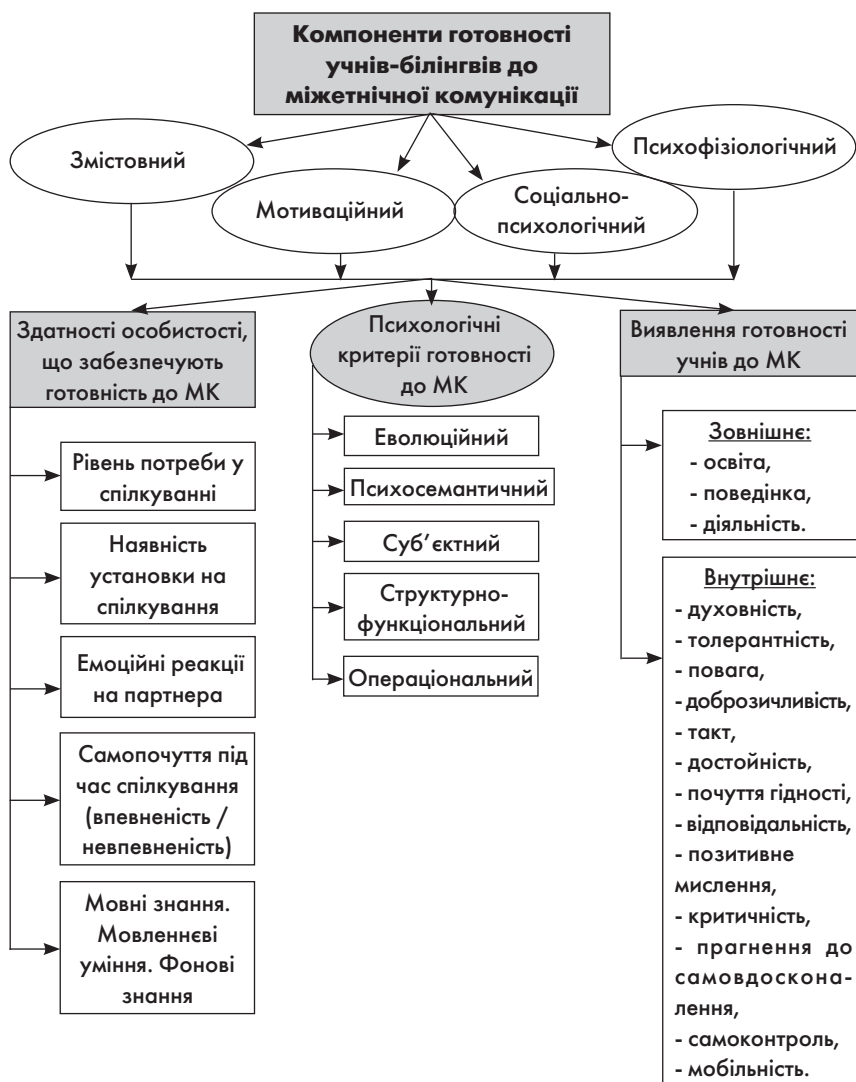 Компоненти готовності
учнів-білінгвів до
міжетнічної комунікації
Змістовний
Мотиваційний
Соціально-
психологічний
Психофізіологічний
Здатності особистості,
що забезпечують
готовність до МК
Рівень потреби у
спілкуванні
Наявність
установки на
спілкування
Емоційні реакції
на партнера
Самопочуття під
час спілкування
(впевненість /
невпевненість)
Мовні знання.
Мовленнєві
уміння. Фонові
знання
Психологічні
критерії готовності
до МК
Еволюційний
Психосемантичний
Суб’єктний
Структурно-
функціональний
Операціональний
Виявлення готовності
учнів до МК
Зовнішнє:
- освіта,
- поведінка,
- діяльність.
Внутрішнє:
- духовність,
- толерантність,
- повага,
- доброзичливість,
- такт,
- достойність,
- почуття гідності,
- відповідальність,
- позитивне
мислення,
- критичність,
- прагнення до
самовдоскона-
лення,
- самоконтроль,
- мобільність.